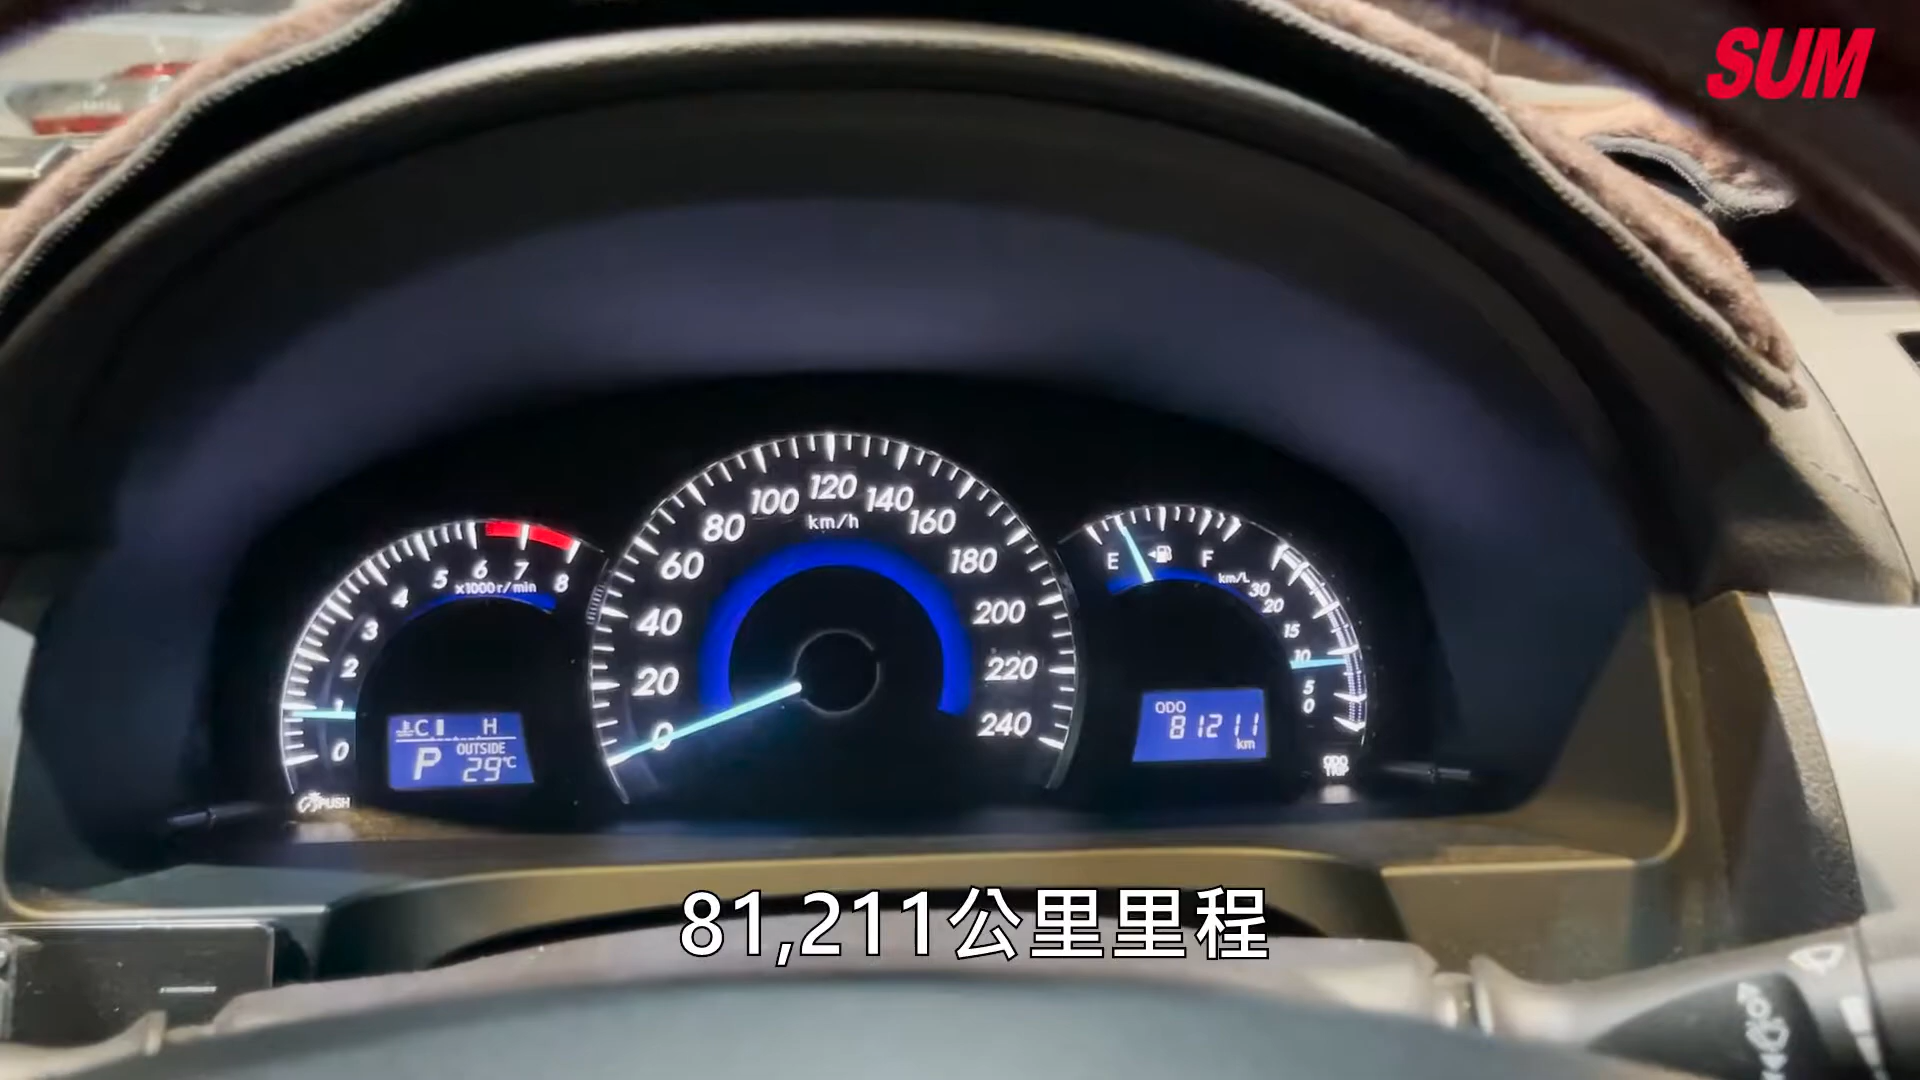 SUM
0
1
2
3
4
5
6
7
8
x1000r/min
C H
P OUTSIDE
29°C
PUSH
0
20
40
60
80
100
120
140
160
180
200
220
240
km/h
E F
km/L
30
20
15
10
5
0
ODO
81211
km
ODO
TRIP
81,211公里里程